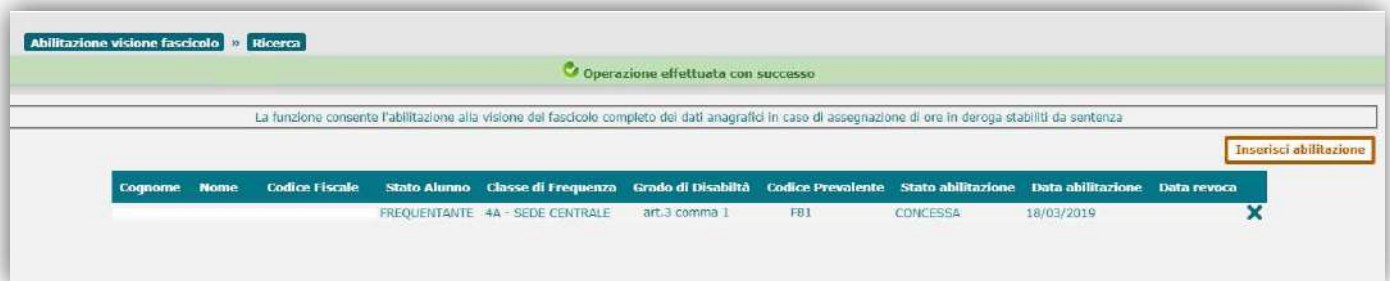 Abilitazione visione fascicolo » Ricerca
Operazione effettuata con successo
La funzione consente l'abilitazione alla visione del fascicolo completo dei dati anagrafici in caso di assegnazione di ore in deroga stabiliti da sentenza
Inserisci abilitazione
Cognome Nome Codice Fiscale Stato Alunno Classe di Frequenza Grado di Disabiltà Codice Prevalente Stato abilitazione Data abilitazione Data revoca
FREQUENTANTE 4A - SEDE CENTRALE art.3 comma 1 F81 CONCESSA 18/03/2019